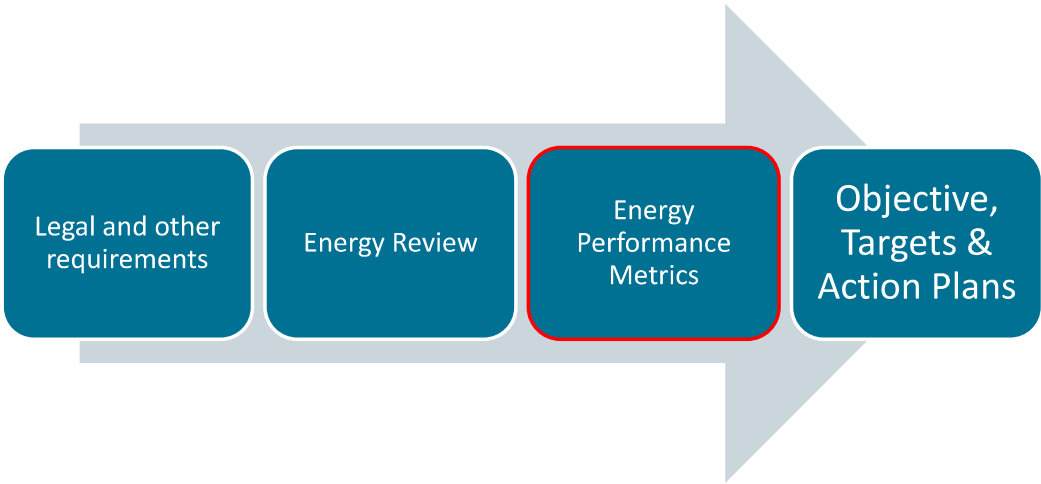 Legal and other
requirements
Energy Review
Energy
Performance
Metrics
Objective,
Targets &
Action Plans